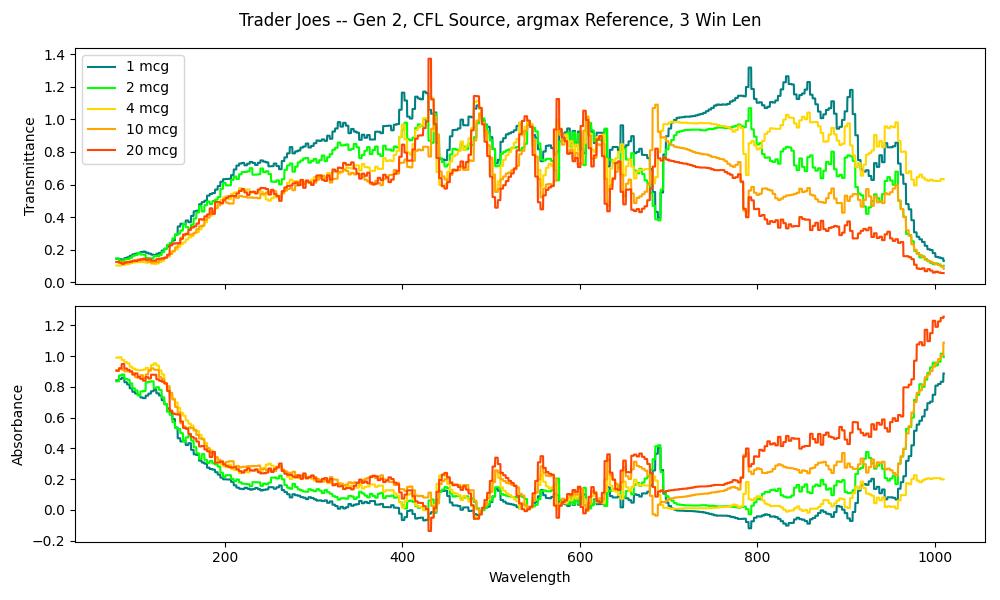 Trader Joes -- Gen 2, CFL Source, argmax Reference, 3 Win Len
1.4
1.2
1.0
0.8
0.6
0.4
0.2
0.0
Transmittance
1 mcg
2 mcg
4 mcg
10 mcg
20 mcg
1.2
1.0
0.8
0.6
0.4
0.2
0.0
−0.2
Absorbance
200
400
600
800
1000
Wavelength